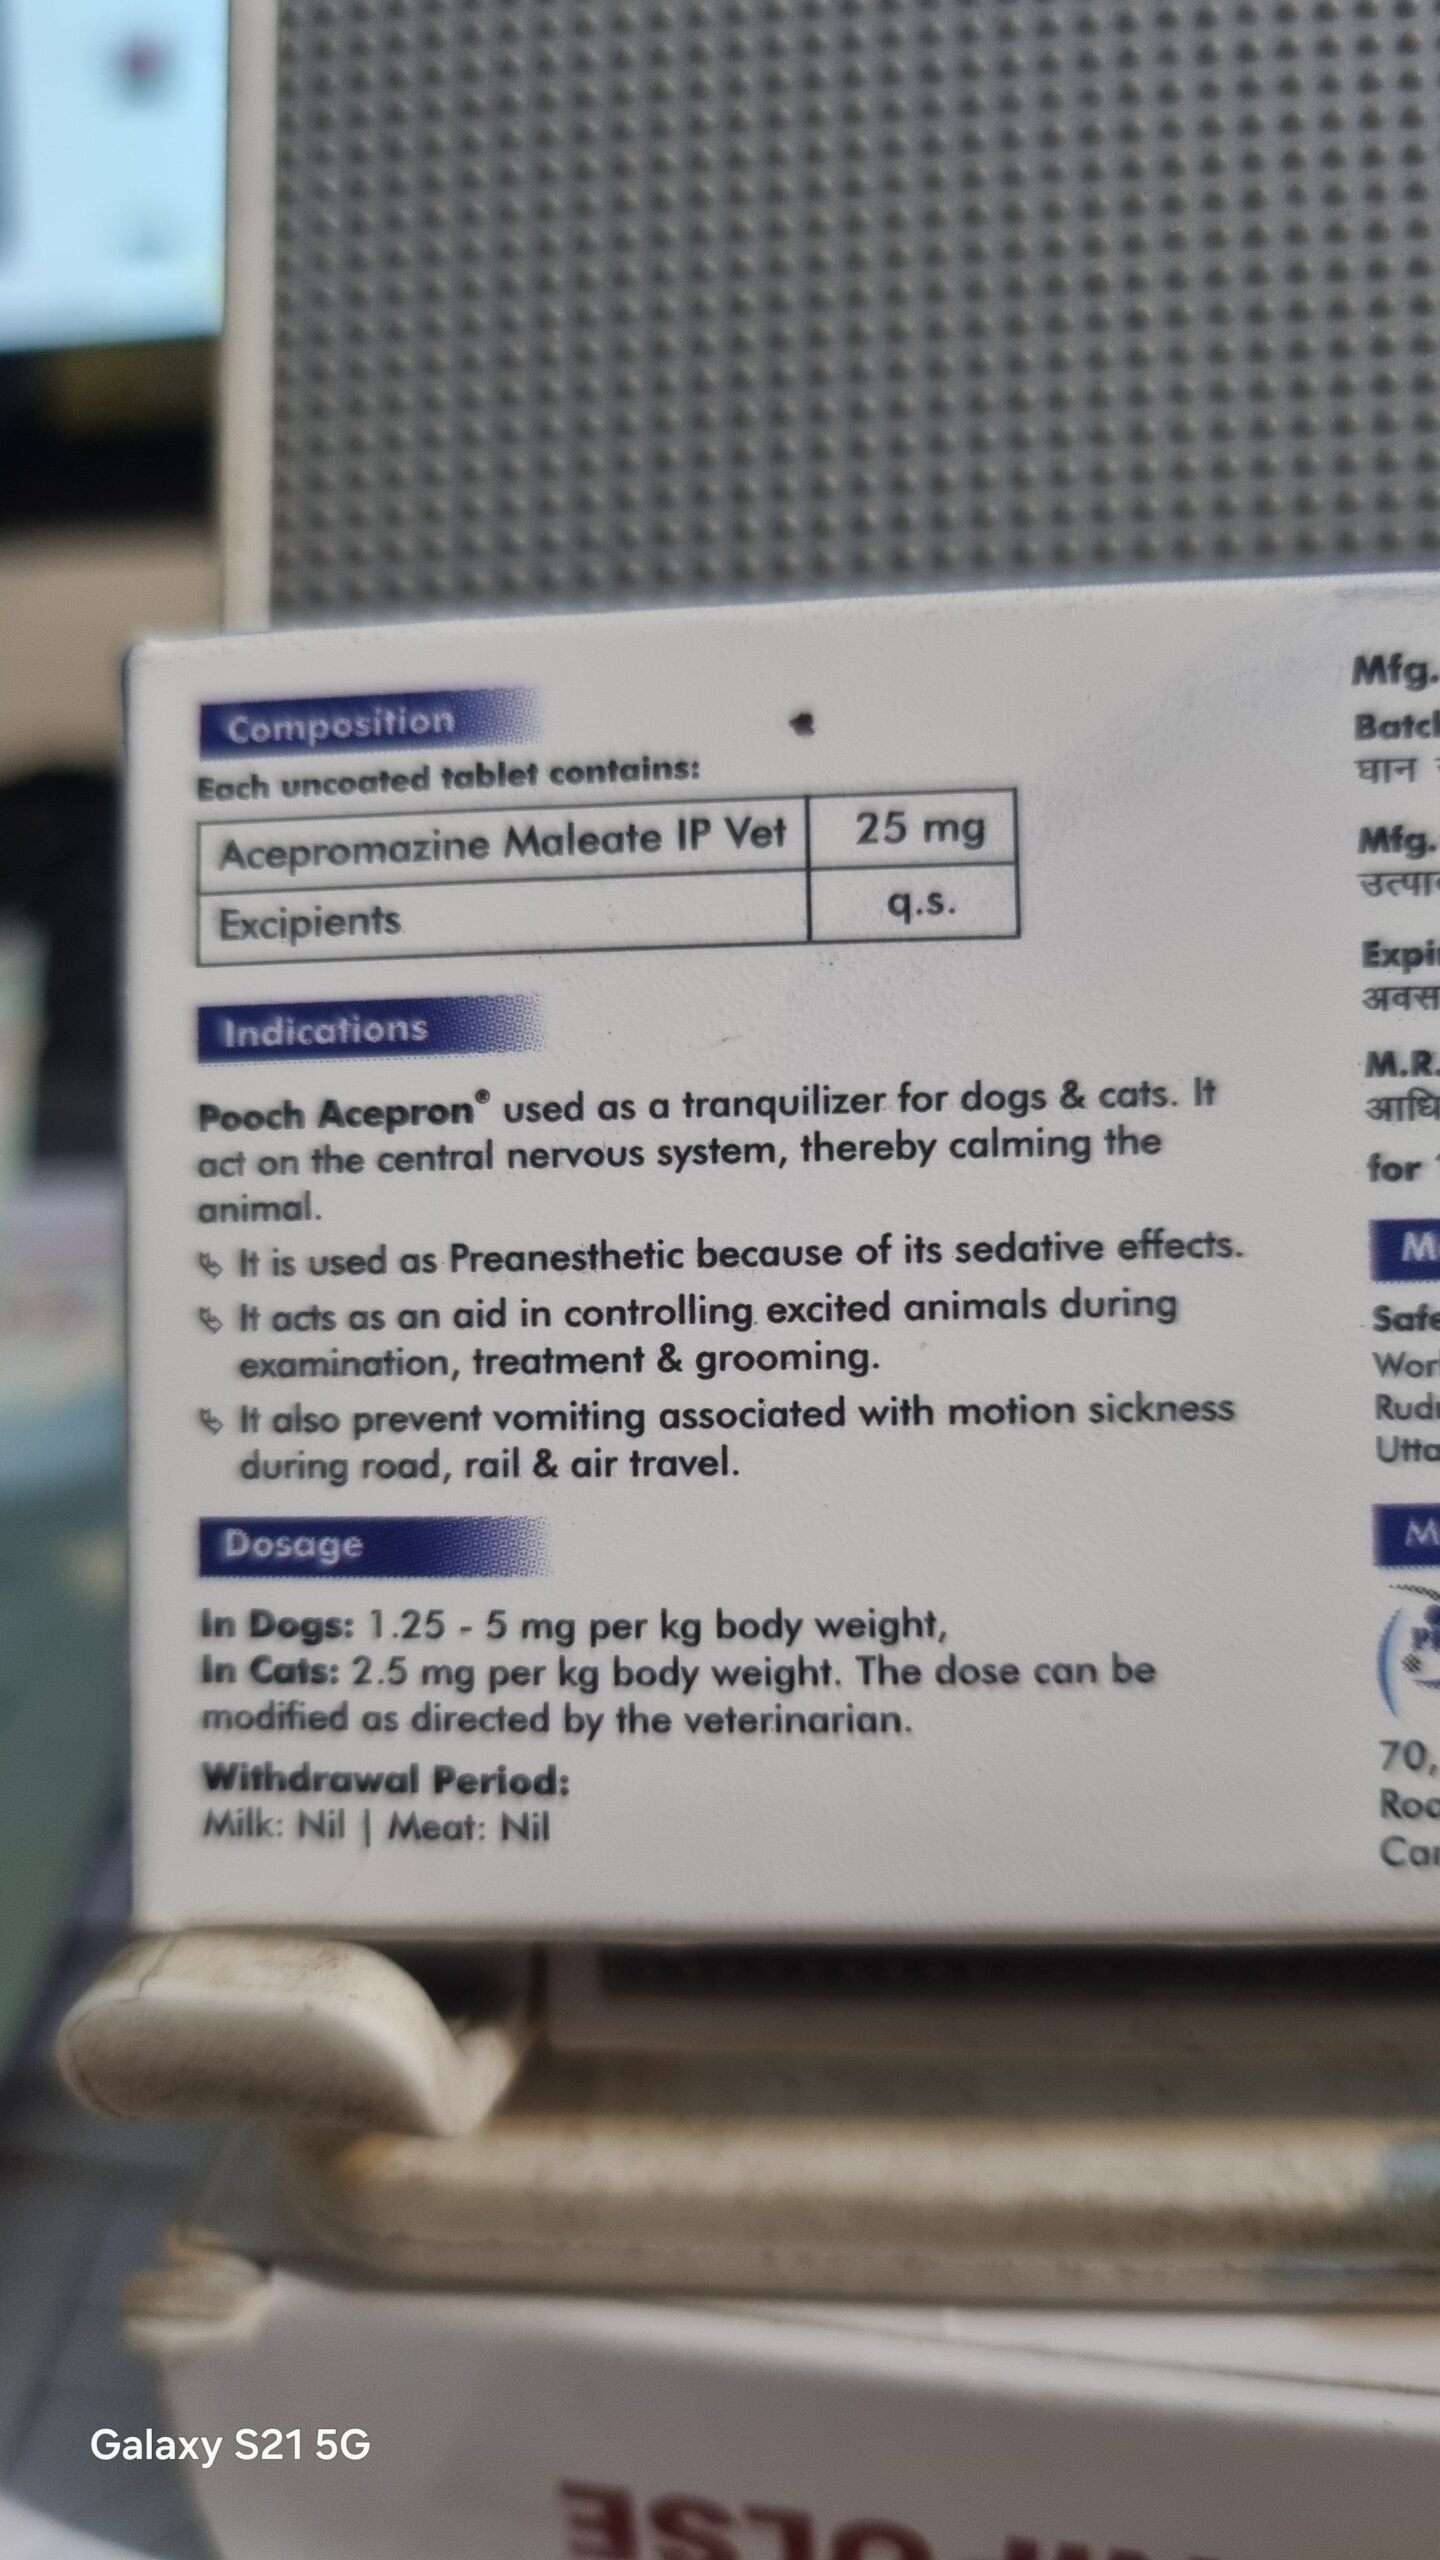 Composition
Each uncoated tablet contains:
Acepromazine Maleate IP Vet 25 mg
Excipients q.s.
Indications
Pooch Acepron® used as a tranquilizer for dogs & cats. It
act on the central nervous system, thereby calming the
animal.
It is used as Preanesthetic because of its sedative effects.
It acts as an aid in controlling excited animals during
examination, treatment & grooming.
It also prevent vomiting associated with motion sickness
during road, rail & air travel.
Dosage
In Dogs: 1.25 - 5 mg per kg body weight,
In Cats: 2.5 mg per kg body weight. The dose can be
modified as directed by the veterinarian.
Withdrawal Period:
Milk: Nil | Meat: Nil
Mfg.
घान
Mfg.
M.R.
for
70,
Galaxy S21 5G